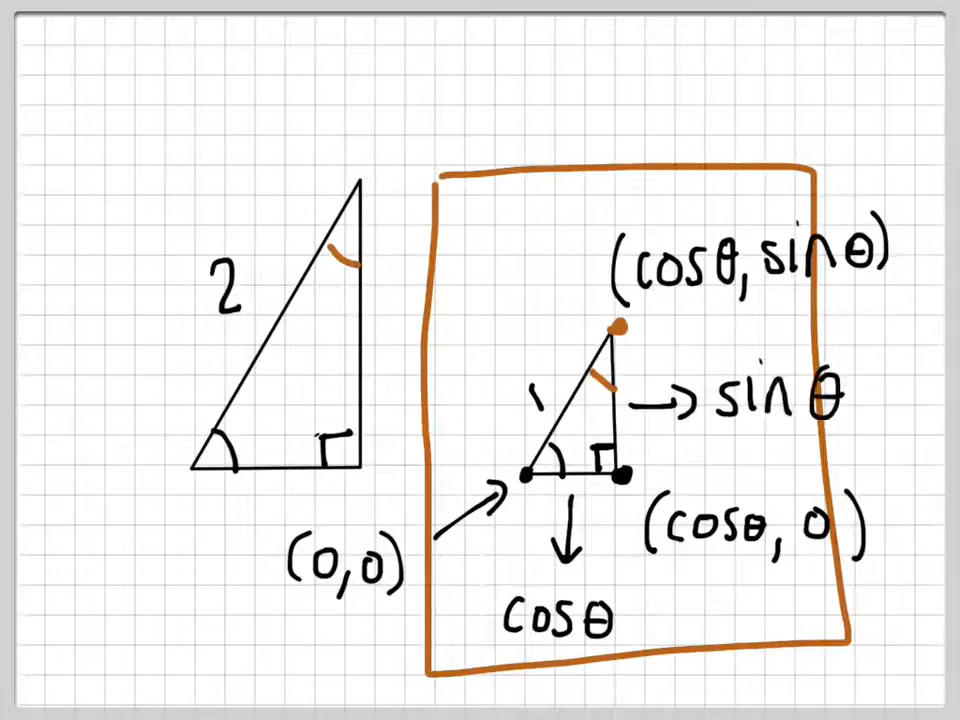 (cosθ, sinθ)
2
1
sinθ
(cosθ, 0)
(0,0)
cosθ